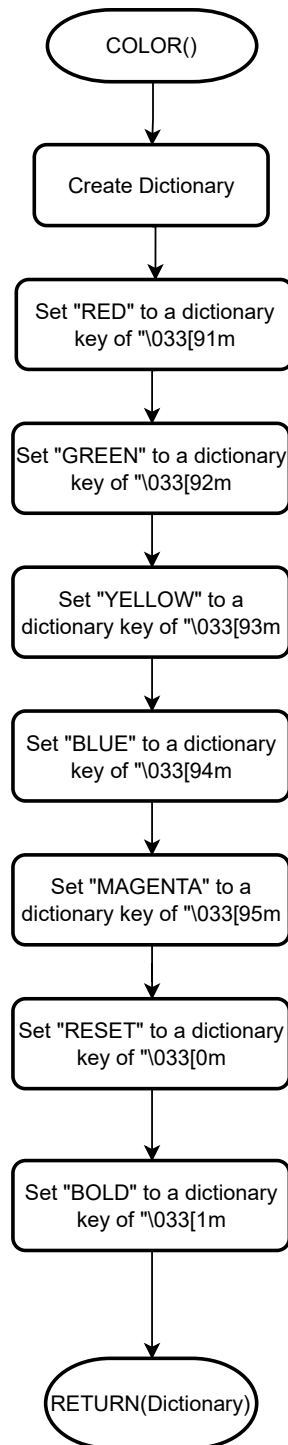 COLOR()
Create Dictionary
Set "RED" to a dictionary
key of "\033[91m
Set "GREEN" to a dictionary
key of "\033[92m
Set "YELLOW" to a
dictionary key of "\033[93m
Set "BLUE" to a dictionary
key of "\033[94m
Set "MAGENTA" to a
dictionary key of "\033[95m
Set "RESET" to a dictionary
key of "\033[0m
Set "BOLD" to a dictionary
key of "\033[1m
RETURN(Dictionary)